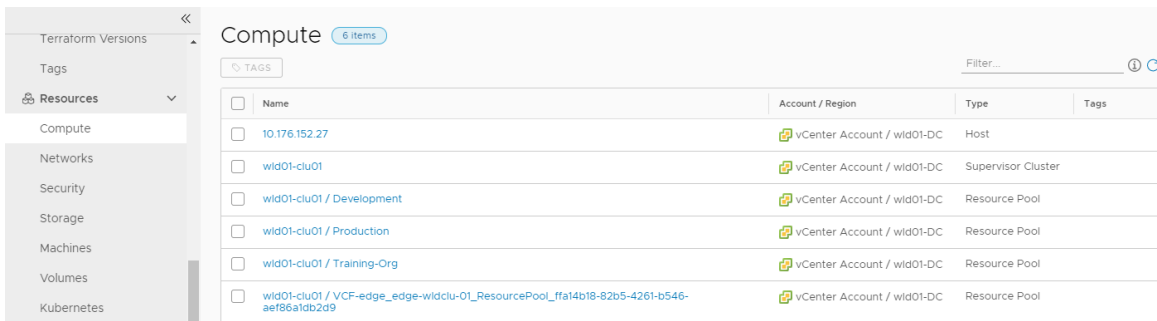 Terraform Versions
Tags
Resources
Compute
Networks
Security
Storage
Machines
Volumes
Kubernetes
Compute 6 items
TAGS
Filter...
Name Account / Region Type Tags
10.176.152.27 vCenter Account / wld01-DC Host
wld01-clu01 vCenter Account / wld01-DC Supervisor Cluster
wld01-clu01 / Development vCenter Account / wld01-DC Resource Pool
wld01-clu01 / Production vCenter Account / wld01-DC Resource Pool
wld01-clu01 / Training-Org vCenter Account / wld01-DC Resource Pool
wld01-clu01 / VCF-edge_edge-wldclu-01_ResourcePool_ffa14b18-82b5-4261-b546- vCenter Account / wld01-DC Resource Pool
aef86a1db2d9